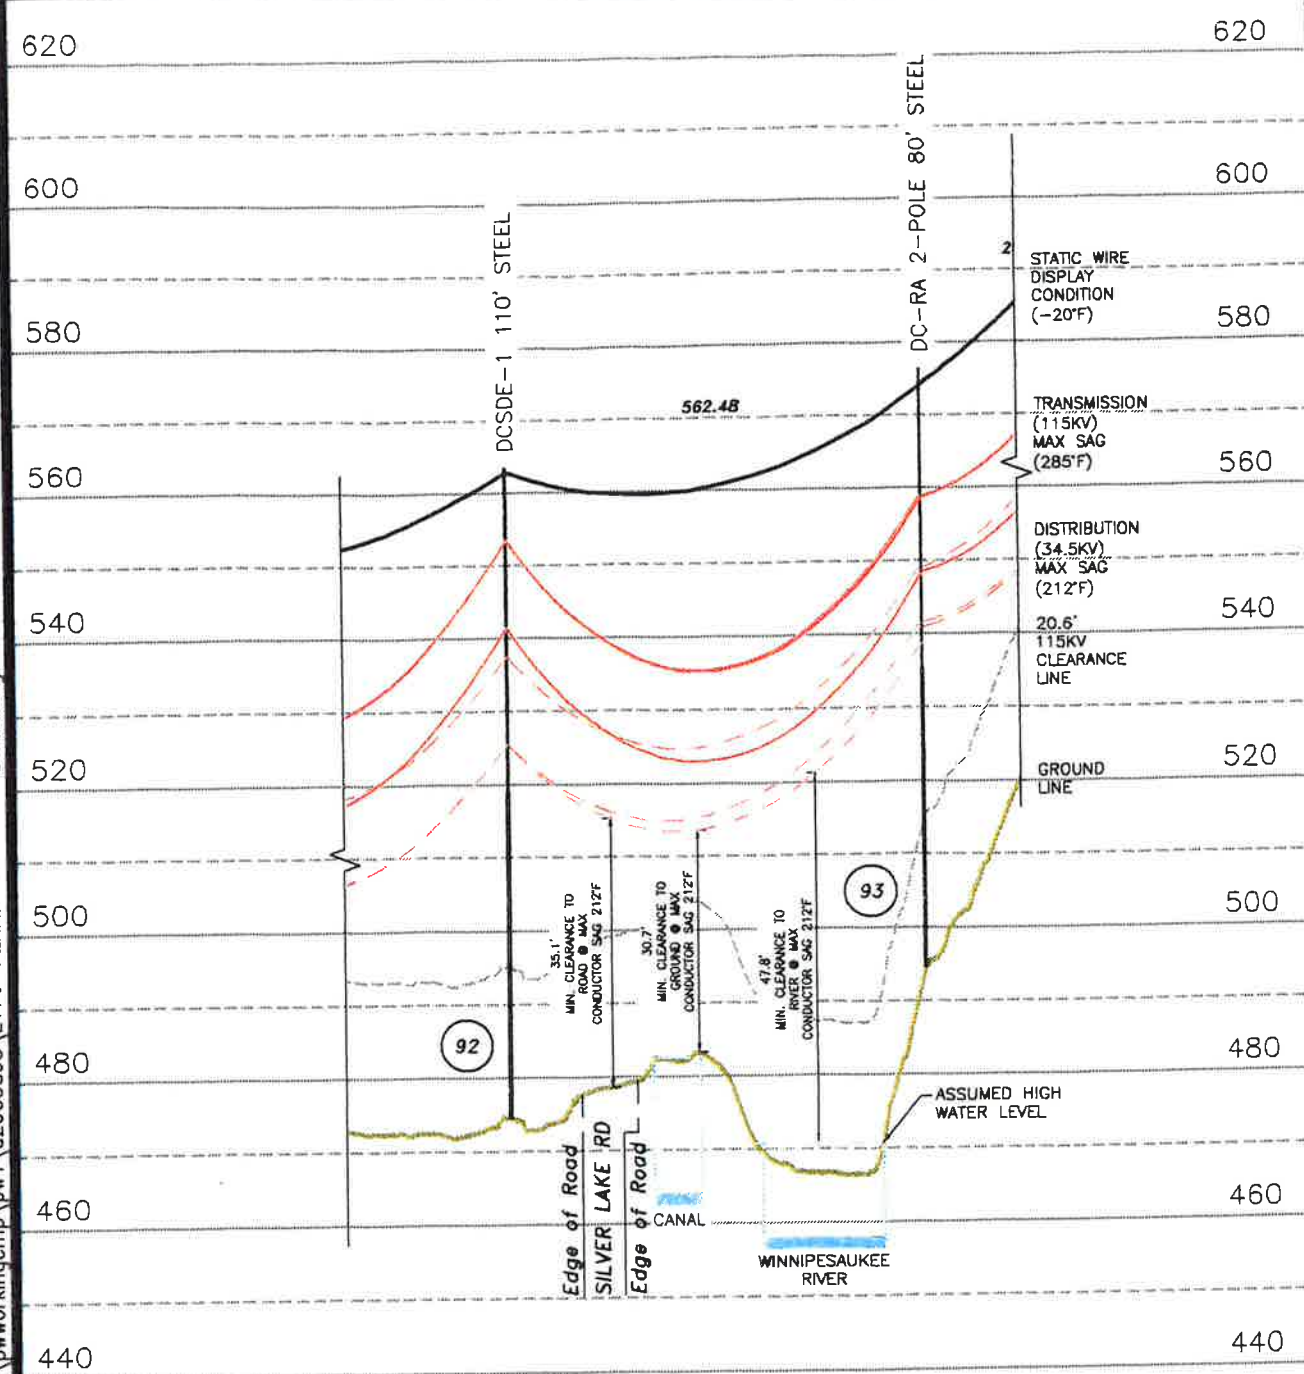 620
620
600
600
580
580
560
560
540
540
520
520
500
500
480
480
460
460
440
440
DCSDE-1 110' STEEL
DC-RA 2-POLE 80' STEEL
562.48
2
STATIC WIRE
DISPLAY
CONDITION
(-20°F)
TRANSMISSION
(115KV)
MAX SAG
(285°F)
DISTRIBUTION
(34.5KV)
MAX SAG
(212°F)
20.6'
115KV
CLEARANCE
LINE
GROUND
LINE
35.1'
MIN. CLEARANCE TO
ROAD @ MAX
CONDUCTOR SAG 212°F
30.7'
MIN. CLEARANCE TO
GROUND @ MAX
CONDUCTOR SAG 212°F
47.8'
MIN. CLEARANCE TO
RIVER @ MAX
CONDUCTOR SAG 212°F
92
93
ASSUMED HIGH
WATER LEVEL
Edge of Road
SILVER LAKE RD
Edge of Road
CANAL
WINNIPESAUKEE
RIVER